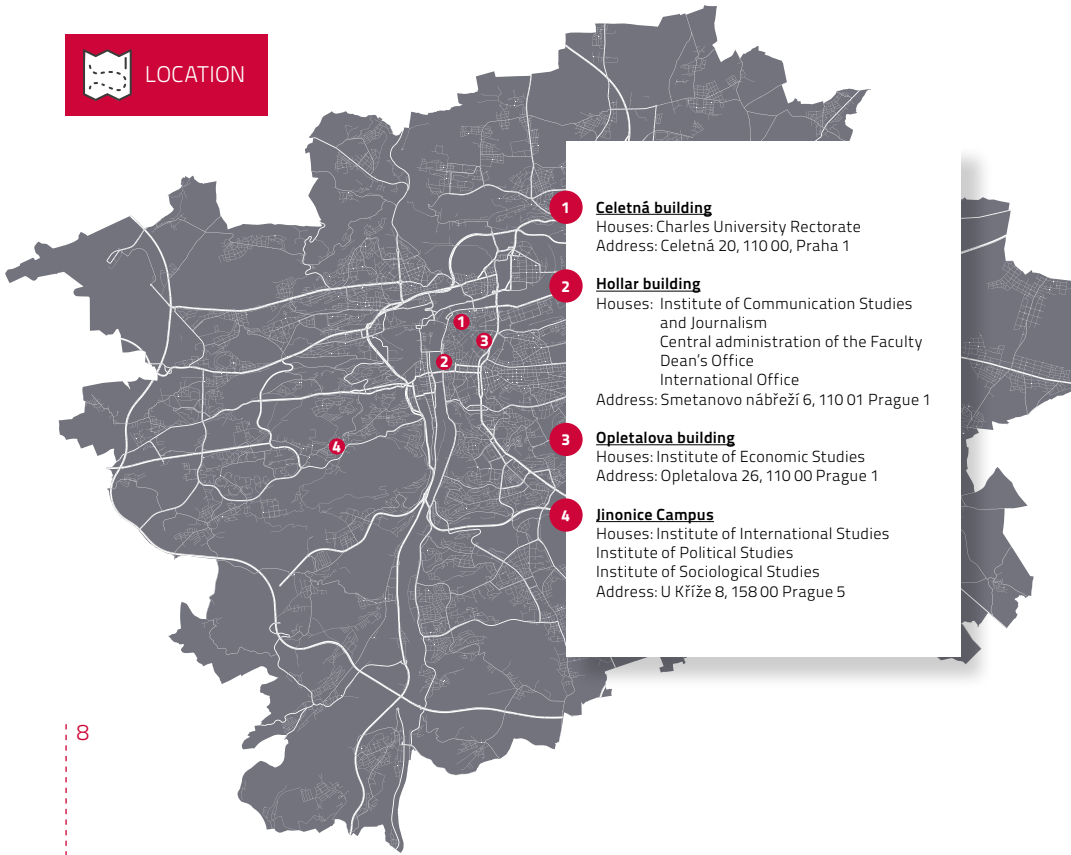 LOCATION
1 Celetná building
Houses: Charles University Rectorate
Address: Celetná 20, 110 00, Praha 1
2 Hollar building
Houses: Institute of Communication Studies
and Journalism
Central administration of the Faculty
Dean’s Office
International Office
Address: Smetanovo nábřeží 6, 110 01 Prague 1
3 Opletalova building
Houses: Institute of Economic Studies
Address: Opletalova 26, 110 00 Prague 1
4 Jinonice Campus
Houses: Institute of International Studies
Institute of Political Studies
Institute of Sociological Studies
Address: U Kříže 8, 158 00 Prague 5
1
3
2
4
8